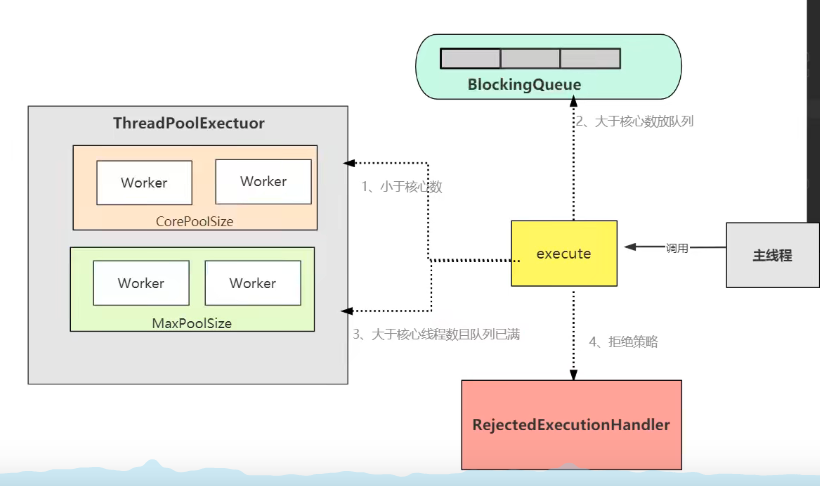 BlockingQueue
2、大于核心数放队列
ThreadPoolExectuor
Worker
Worker
CorePoolSize
1、小于核心数
execute
调用
主线程
Worker
Worker
MaxPoolSize
3、大于核心线程数目队列已满
4、拒绝策略
RejectedExecutionHandler